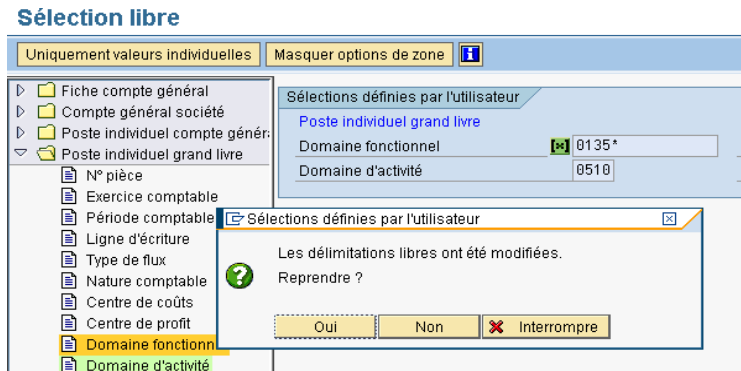 Sélection libre
Uniquement valeurs individuelles
Masquer options de zone
Fiche compte général
Compte général société
Poste individuel compte génér
Poste individuel grand livre
N° pièce
Exercice comptable
Période comptable
Ligne d'écriture
Type de flux
Nature comptable
Centre de coûts
Centre de profit
Domaine fonctionn
Domaine d'activité
Sélections définies par l'utilisateur
Poste individuel grand livre
Domaine fonctionnel 0135*
Domaine d'activité 0510
Sélections définies par l'utilisateur
Les délimitations libres ont été modifiées.
Reprendre ?
Oui
Non
Interrompre